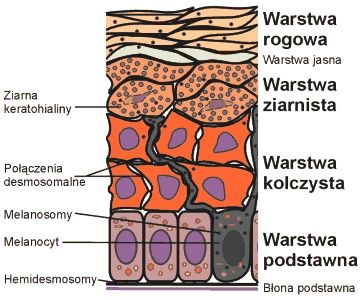 Warstwa
rogowa
Warstwa jasna
Ziarna
keratohialiny
Warstwa
ziarnista
Połączenia
desmosomalne
Warstwa
kolczysta
Melanosomy
Melanocyt
Warstwa
podstawna
Hemidesmosomy
Błona podstawna